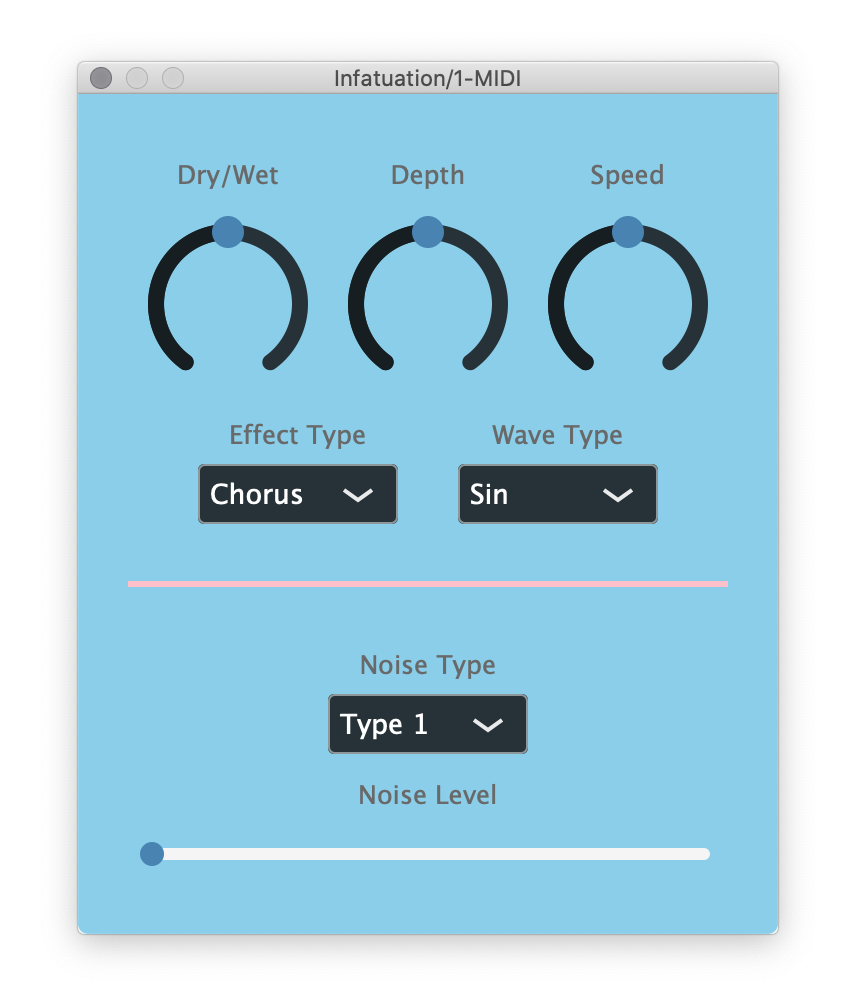 Infatuation/1-MIDI
Dry/Wet
Depth
Speed
Effect Type
Wave Type
Chorus
Sin
Noise Type
Type 1
Noise Level